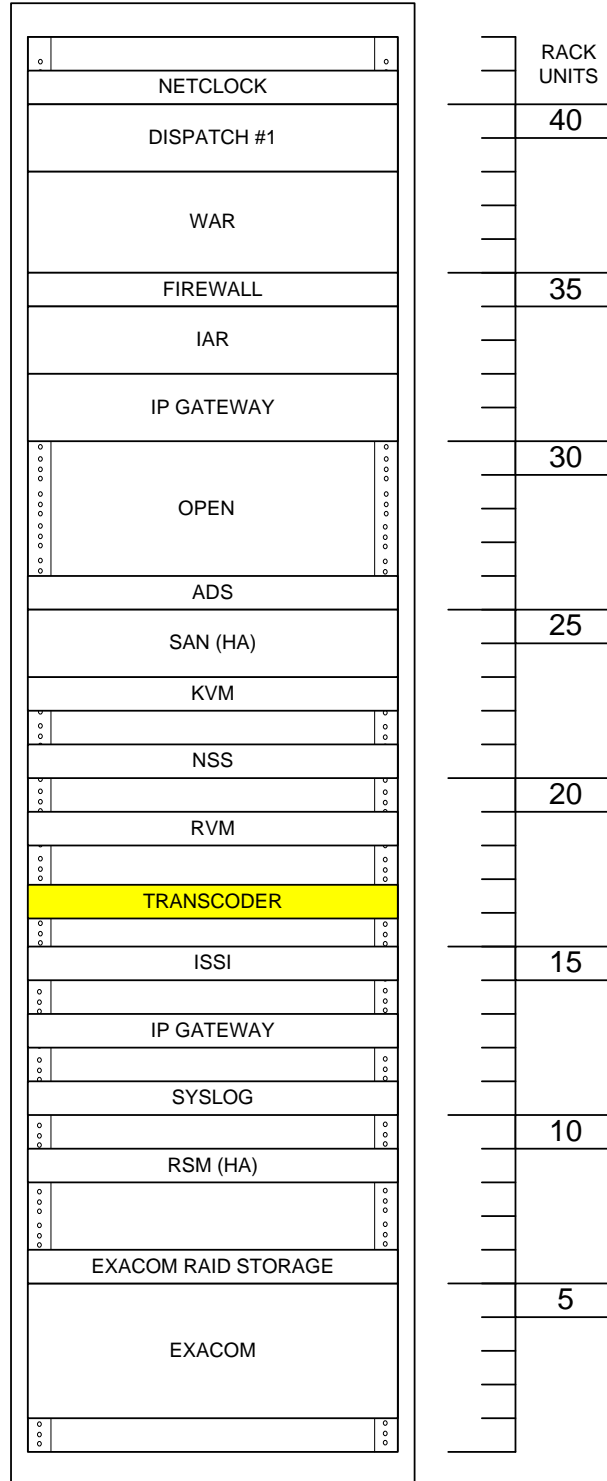 RACK
UNITS
NETCLOCK
40
DISPATCH #1
WAR
FIREWALL
35
IAR
IP GATEWAY
30
OPEN
ADS
25
SAN (HA)
KVM
NSS
20
RVM
TRANSCODER
ISSI
15
IP GATEWAY
SYSLOG
10
RSM (HA)
EXACOM RAID STORAGE
5
EXACOM